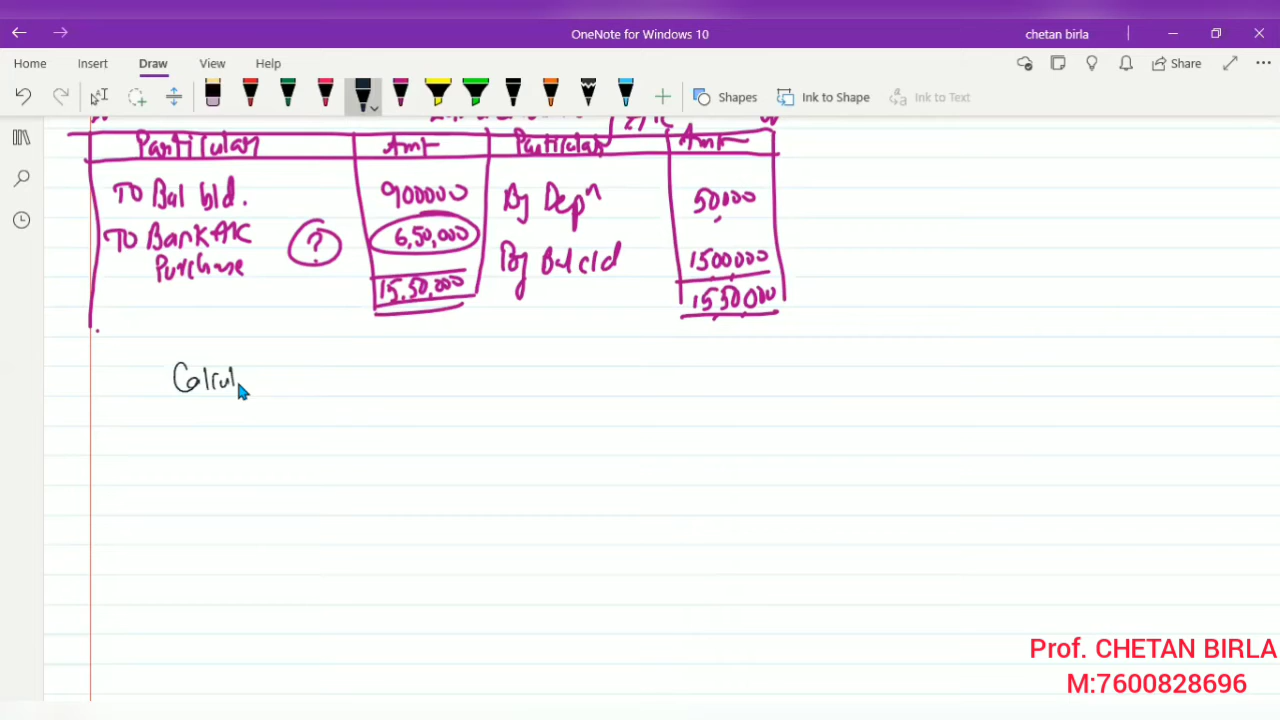 OneNote for Windows 10
chetan birla
Home Insert Draw View Help
Share
Shapes
Ink to Shape
Ink to Text
A/C
Particular Amt Particular Amt
To Bal b/d. 900000 By Depn 50,000
To Bank A/C ? 6,50,000 By Bal c/d 1500000
Purchase
15,50,000 1550000
Calcul
Prof. CHETAN BIRLA
M:7600828696